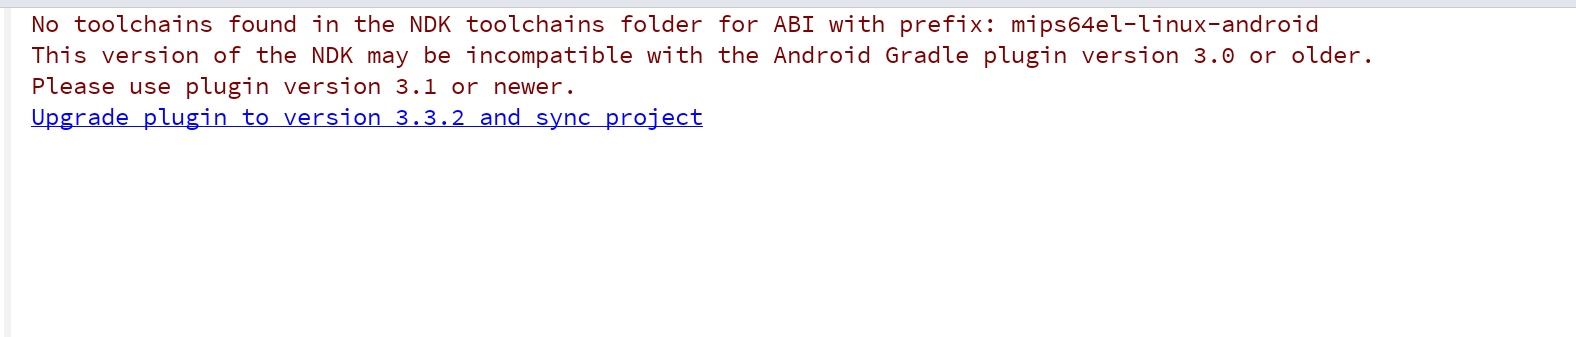 No toolchains found in the NDK toolchains folder for ABI with prefix: mips64el-linux-android
This version of the NDK may be incompatible with the Android Gradle plugin version 3.0 or older.
Please use plugin version 3.1 or newer.
Upgrade plugin to version 3.3.2 and sync project